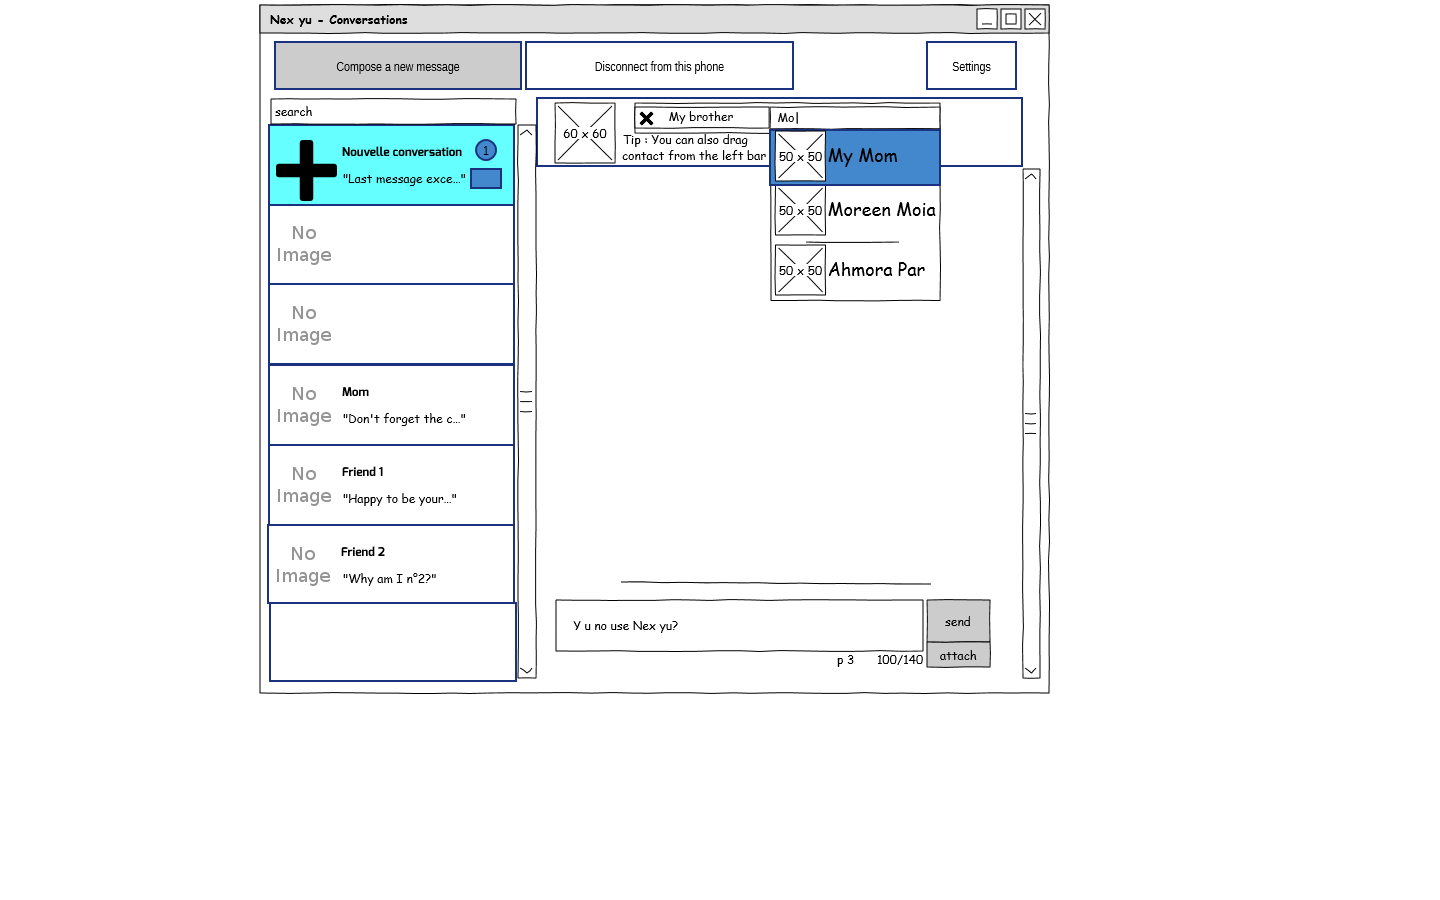 Nex yu - Conversations
Compose a new message
Disconnect from this phone
Settings
search
Nouvelle conversation
1
"Last message exce..."
No
Image
No
Image
No
Image
Mom
"Don't forget the c..."
No
Image
Friend 1
"Happy to be your..."
No
Image
Friend 2
"Why am I n°2?"
60 x 60
My brother
Mo|
Tip : You can also drag
contact from the left bar
50 x 50
My Mom
50 x 50
Moreen Moia
50 x 50
Ahmora Par
Y u no use Nex yu?
send
attach
p 3
100/140